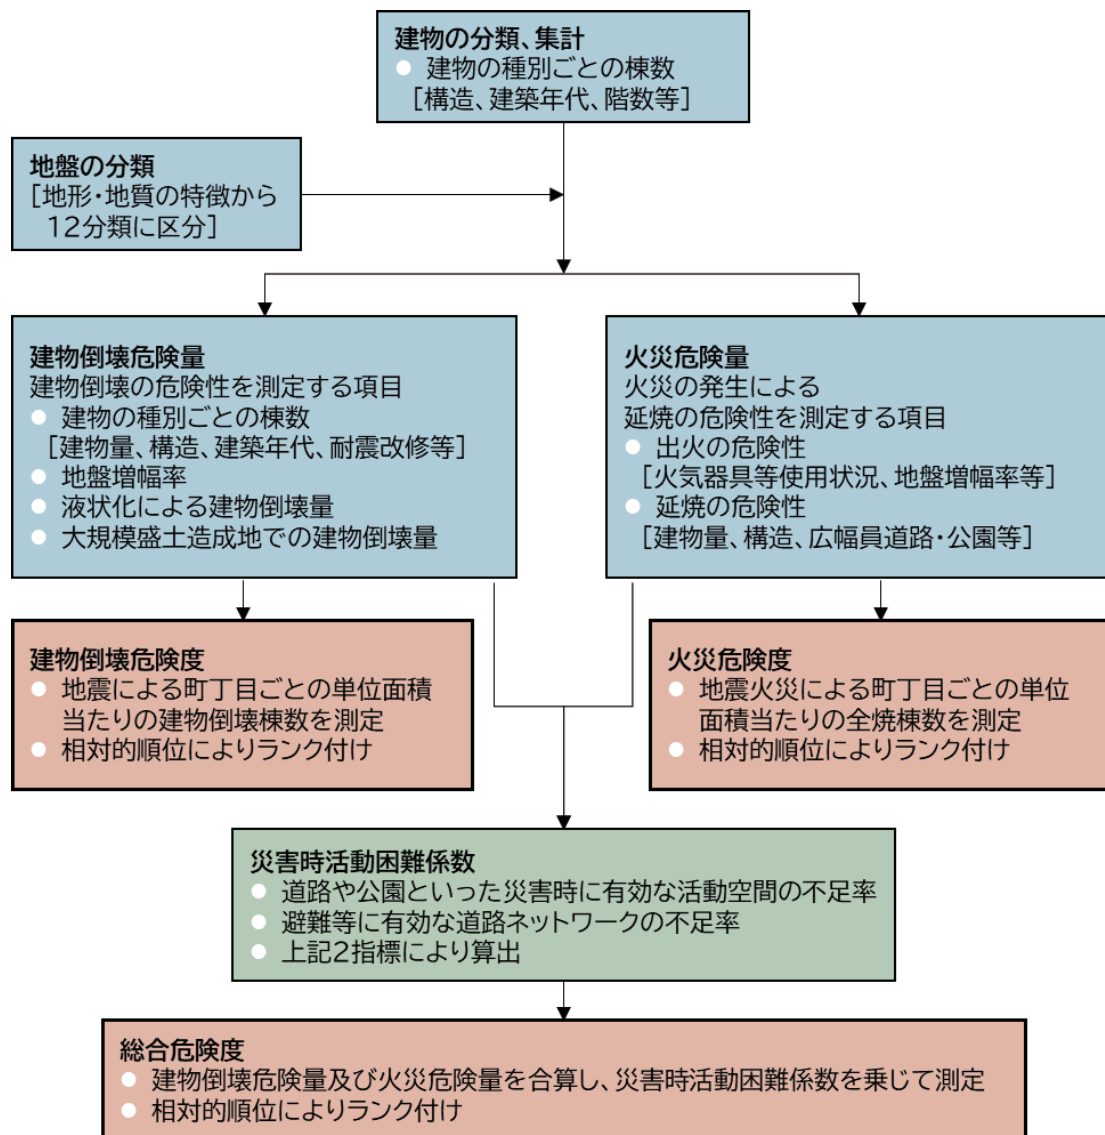 建物の分類、集計
● 建物の種別ごとの棟数
[構造、建築年代、階数等]
地盤の分類
[地形・地質の特徴から
12分類に区分]
建物倒壊危険量
建物倒壊の危険性を測定する項目
● 建物の種別ごとの棟数
[建物量、構造、建築年代、耐震改修等]
● 地盤増幅率
● 液状化による建物倒壊量
● 大規模盛土造成地での建物倒壊量
火災危険量
火災の発生による
延焼の危険性を測定する項目
● 出火の危険性
[火気器具等使用状況、地盤増幅率等]
● 延焼の危険性
[建物量、構造、広幅員道路・公園等]
建物倒壊危険度
● 地震による町丁目ごとの単位面積
当たりの建物倒壊棟数を測定
● 相対的順位によりランク付け
火災危険度
● 地震火災による町丁目ごとの単位
面積当たりの全焼棟数を測定
● 相対的順位によりランク付け
災害時活動困難係数
● 道路や公園といった災害時に有効な活動空間の不足率
● 避難等に有効な道路ネットワークの不足率
● 上記2指標により算出
総合危険度
● 建物倒壊危険量及び火災危険量を合算し、災害時活動困難係数を乗じて測定
● 相対的順位によりランク付け